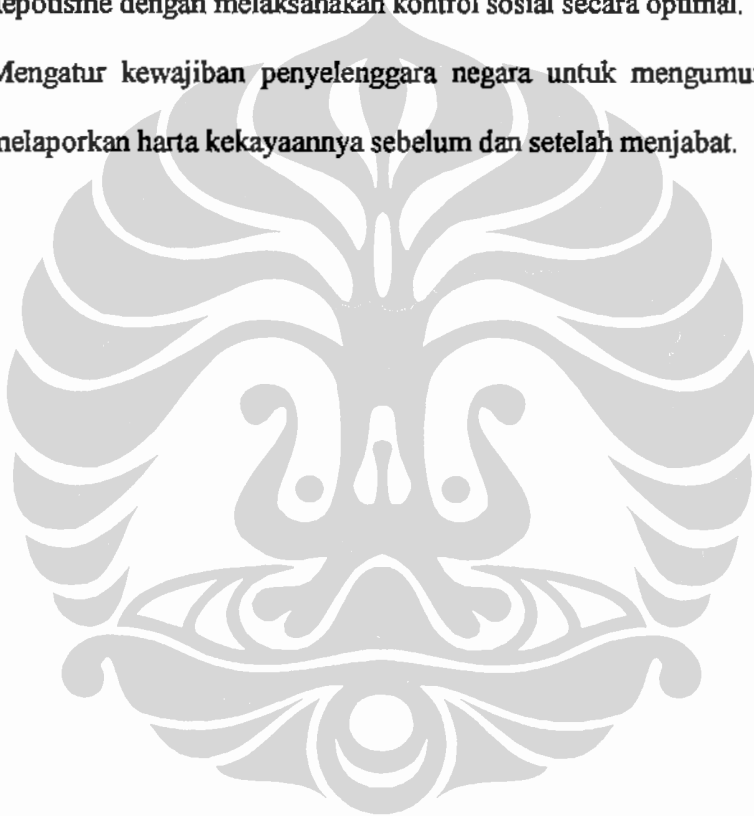 nepotisme dengan melaksanakan kontrol sosial secara optimal.
Mengatur kewajiban penyelenggara negara untuk mengumu
melaporkan harta kekayaannya sebelum dan setelah menjabat.